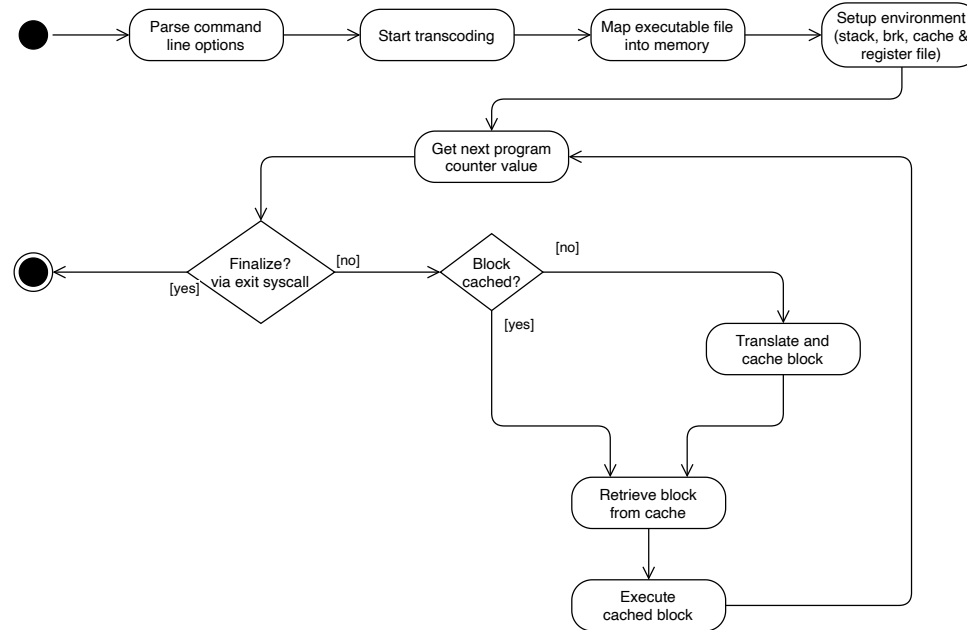 Parse command
line options
Start transcoding
Map executable file
into memory
Setup environment
(stack, brk, cache &
register file)
Get next program
counter value
Finalize?
via exit syscall
[yes]
[no]
Block
cached?
[no]
[yes]
Translate and
cache block
Retrieve block
from cache
Execute
cached block